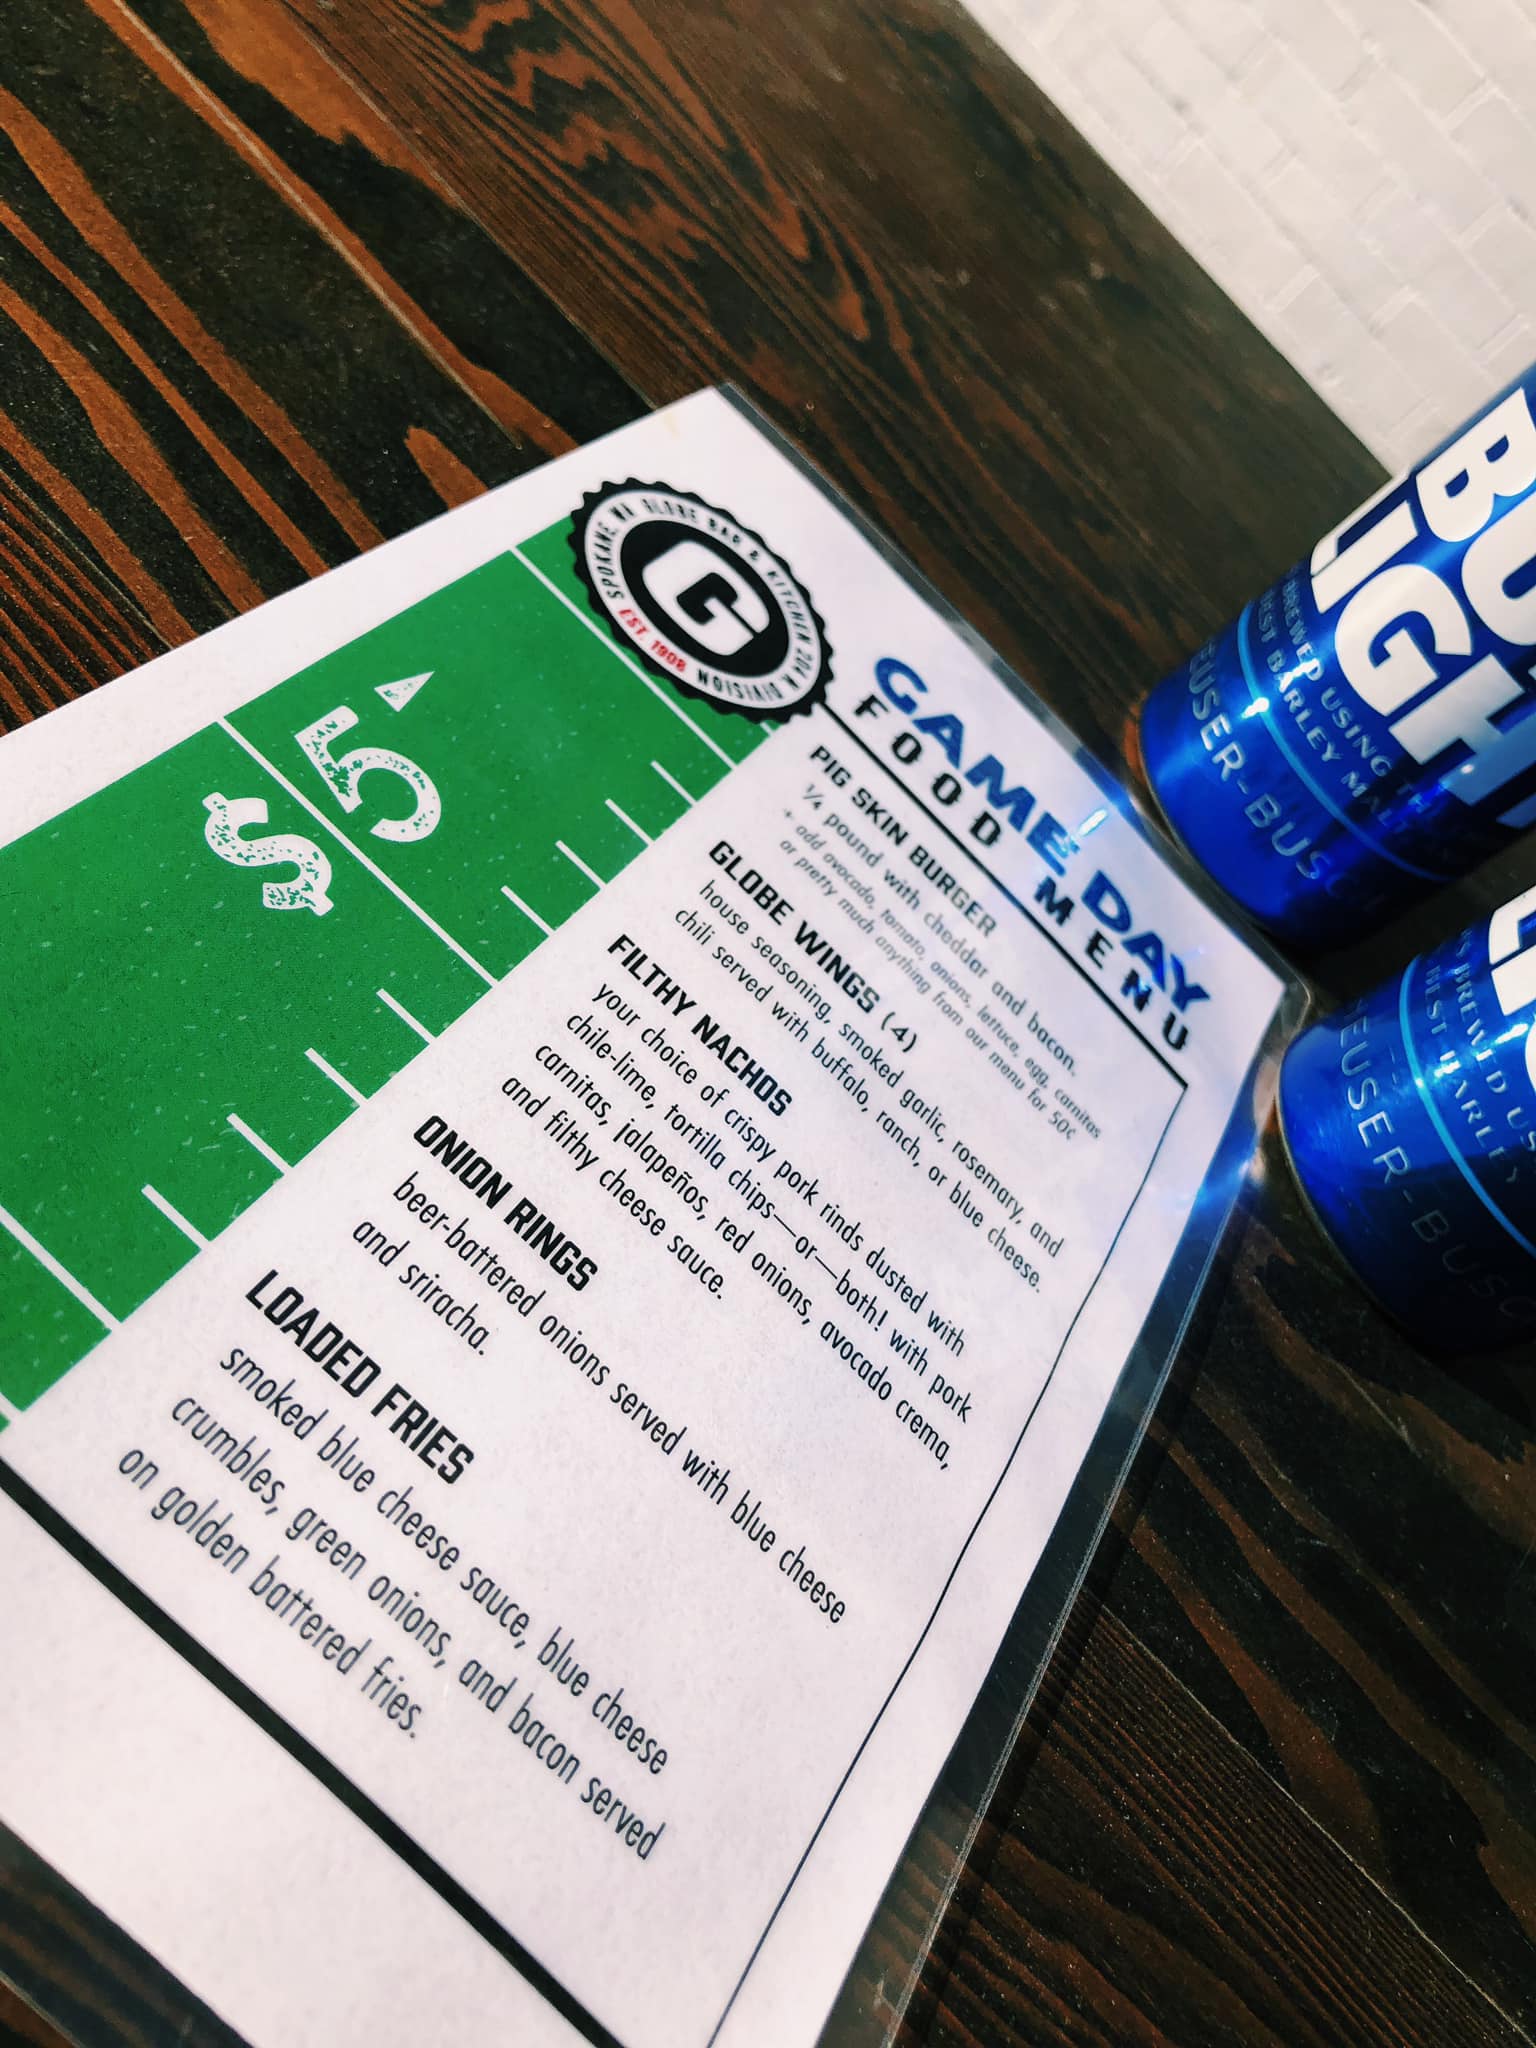 SPOKANE, WA GLOBE BAR & KITCHEN 20+A DIVISION
EST. 1908
G
GAME DAY
FOOD MENU
$5
PIG SKIN BURGER
¼ pound with cheddar and bacon.
+ add avocado, tomato, onions, lettuce, egg, carnitas
or pretty much anything from our menu for 50¢
GLOBE WINGS (4)
house seasoning, smoked garlic, rosemary, and
chili served with buffalo, ranch, or blue cheese.
FILTHY NACHOS
your choice of crispy pork rinds dusted with
chile-lime, tortilla chips—or—both! with pork
carnitas, jalapeños, red onions, avocado crema,
and filthy cheese sauce.
ONION RINGS
beer-battered onions served with blue cheese
and sriracha.
LOADED FRIES
smoked blue cheese sauce, blue cheese
crumbles, green onions, and bacon served
on golden battered fries.
LIGHT
BREWED USING TH
BARLEY MALT
EUSER-BUSC
BREWED US
BEST BARLEY
HEUSER-BUSC